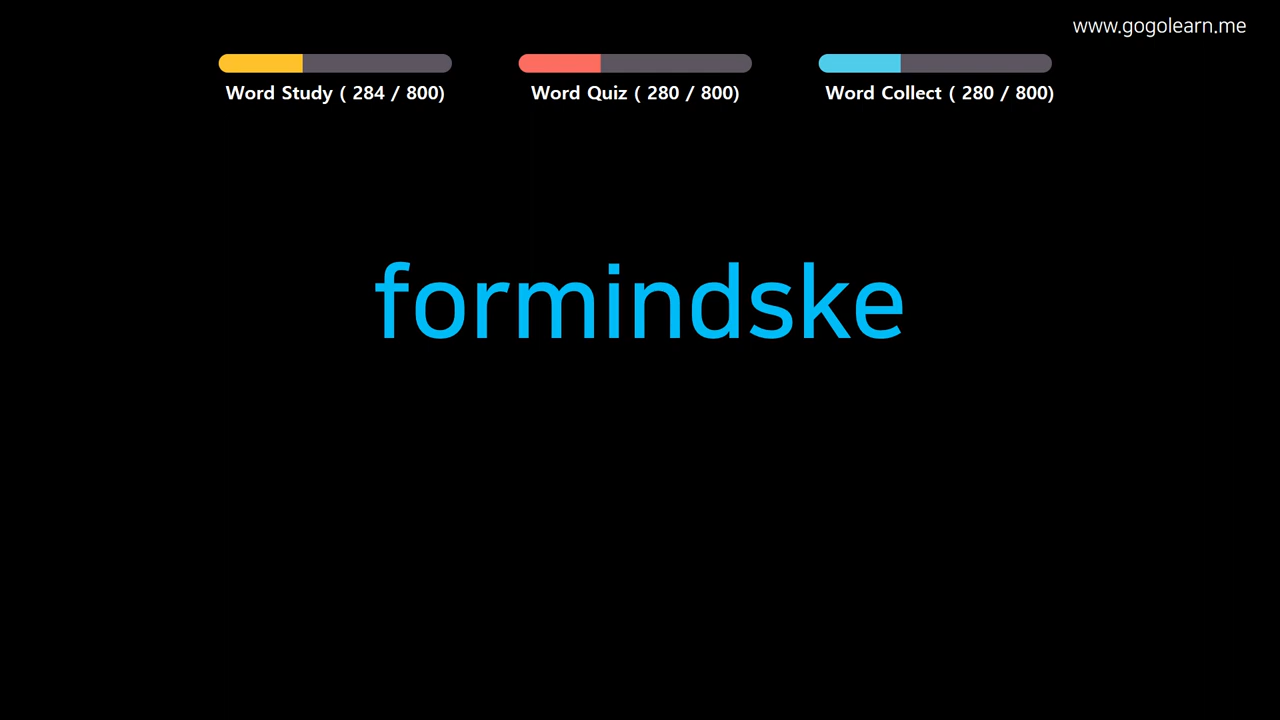 www.gogolearn.me
Word Study ( 284 / 800)
Word Quiz ( 280 / 800)
Word Collect ( 280 / 800)
formindske